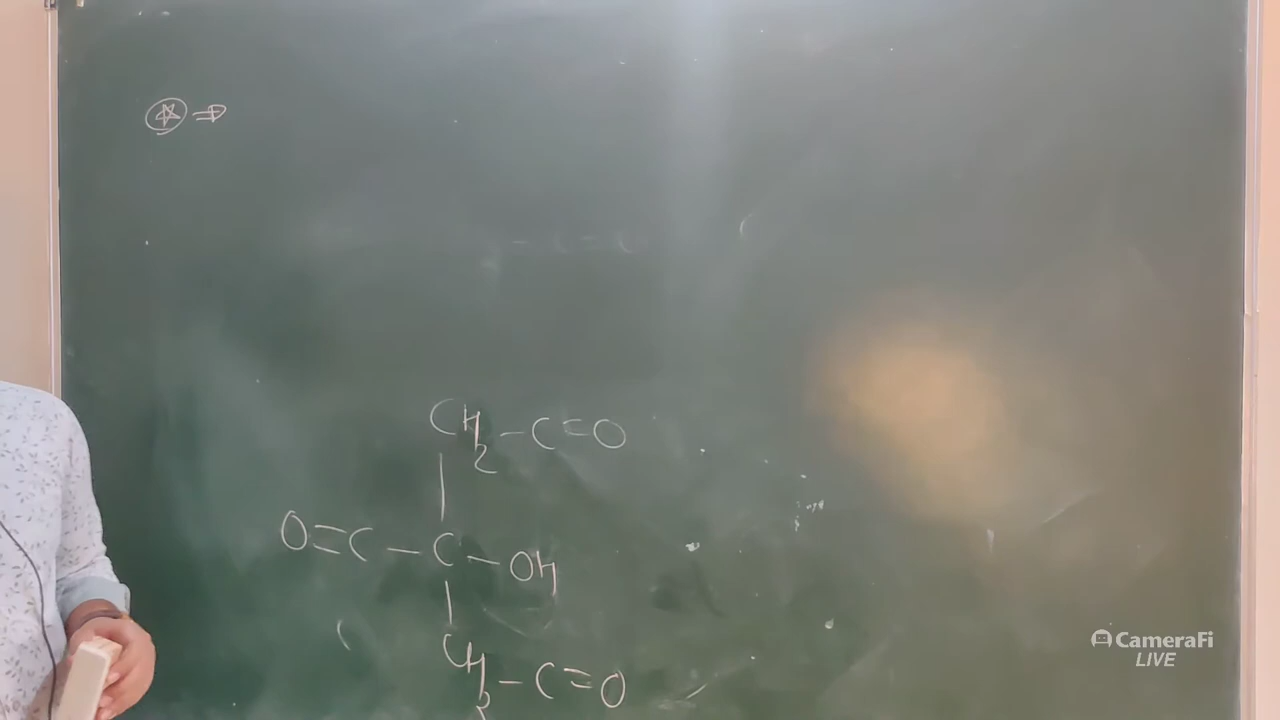 ⍟ ⇒
CH2-C=O
|
O=C-C-OH
|
CH2-C=O
CameraFi
LIVE